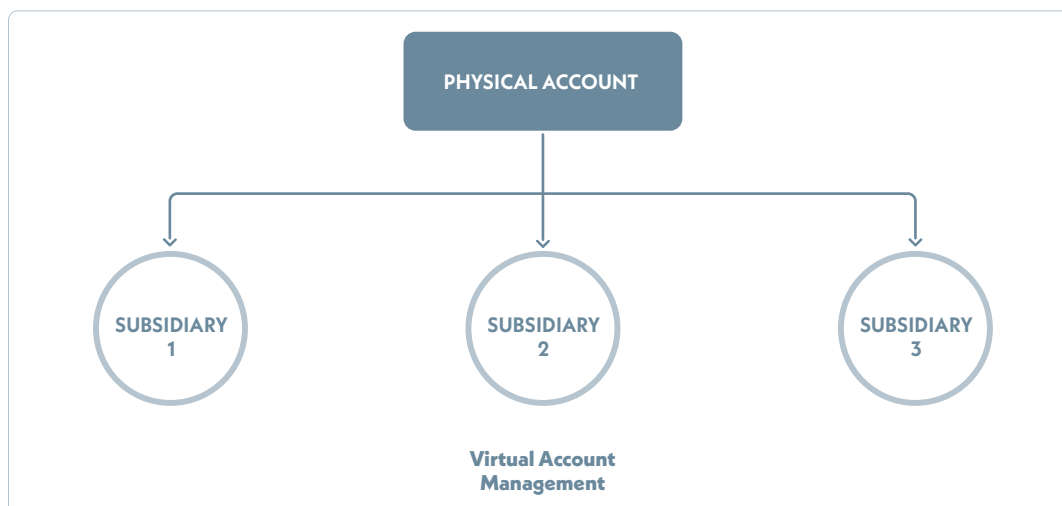 PHYSICAL ACCOUNT
SUBSIDIARY
1
SUBSIDIARY
2
SUBSIDIARY
3
Virtual Account
Management